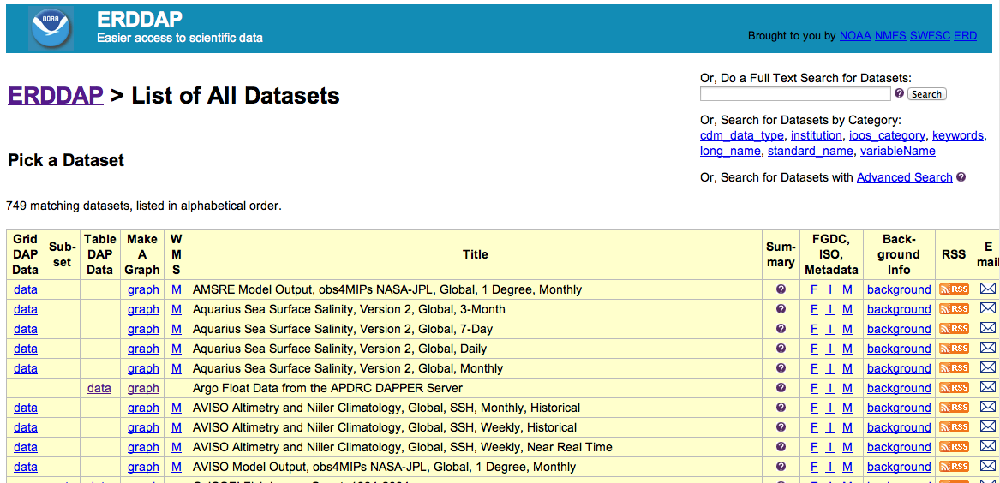 NOAA
ERDDAP
Easier access to scientific data
Brought to you by NOAA NMFS SWFSC ERD
ERDDAP > List of All Datasets
Or, Do a Full Text Search for Datasets:
? Search
Or, Search for Datasets by Category:
cdm_data_type, institution, ioos_category, keywords,
long_name, standard_name, variableName
Or, Search for Datasets with Advanced Search ?
Pick a Dataset
749 matching datasets, listed in alphabetical order.
Grid DAP Data Sub-set Table DAP Data Make A Graph W M S Title Sum-mary FGDC, ISO, Metadata Back-ground Info RSS E mail
data graph M AMSRE Model Output, obs4MIPs NASA-JPL, Global, 1 Degree, Monthly ? F I M background RSS
data graph M Aquarius Sea Surface Salinity, Version 2, Global, 3-Month ? F I M background RSS
data graph M Aquarius Sea Surface Salinity, Version 2, Global, 7-Day ? F I M background RSS
data graph M Aquarius Sea Surface Salinity, Version 2, Global, Daily ? F I M background RSS
data graph M Aquarius Sea Surface Salinity, Version 2, Global, Monthly ? F I M background RSS
data graph Argo Float Data from the APDRC DAPPER Server ? F I M background RSS
data graph M AVISO Altimetry and Niiler Climatology, Global, SSH, Monthly, Historical ? F I M background RSS
data graph M AVISO Altimetry and Niiler Climatology, Global, SSH, Weekly, Historical ? F I M background RSS
data graph M AVISO Altimetry and Niiler Climatology, Global, SSH, Weekly, Near Real Time ? F I M background RSS
data graph M AVISO Model Output, obs4MIPs NASA-JPL, Global, 1 Degree, Monthly ? F I M background RSS